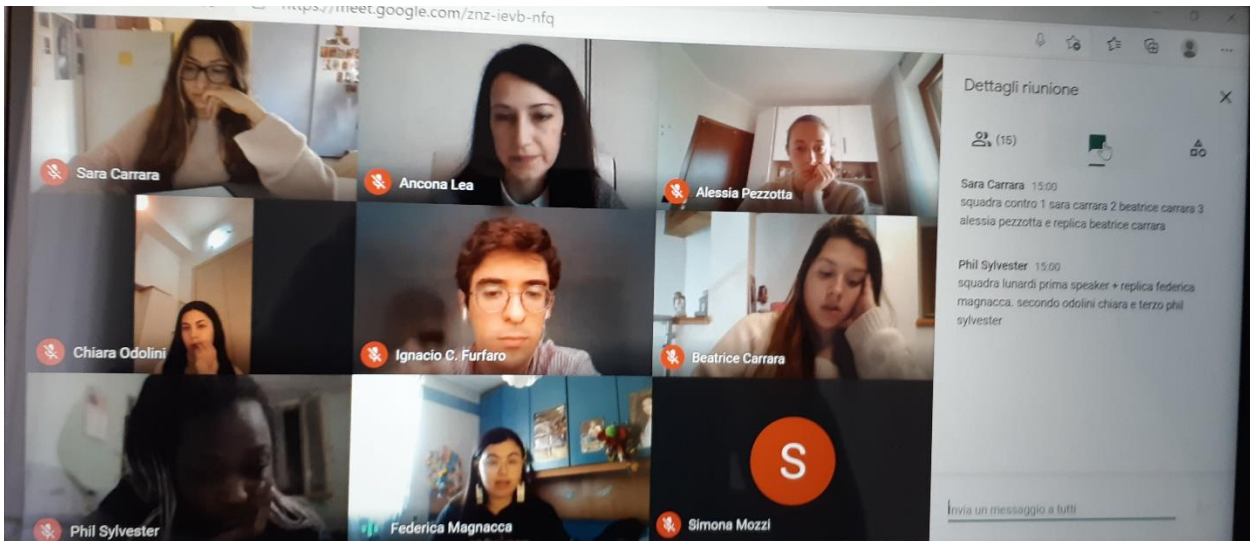 https://meet.google.com/znz-ievb-nfq
Sara Carrara
Ancona Lea
Alessia Pezzotta
Chiara Odolini
Ignacio C. Furfaro
Beatrice Carrara
Phil Sylvester
Federica Magnacca
S
Simona Mozzi
Dettagli riunione
(15)
Sara Carrara 15:00
squadra contro 1 sara carrara 2 beatrice carrara 3
alessia pezzotta e replica beatrice carrara
Phil Sylvester 15:00
squadra lunardi prima speaker + replica federica
magnacca. secondo odolini chiara e terzo phil
sylvester
Invia un messaggio a tutti